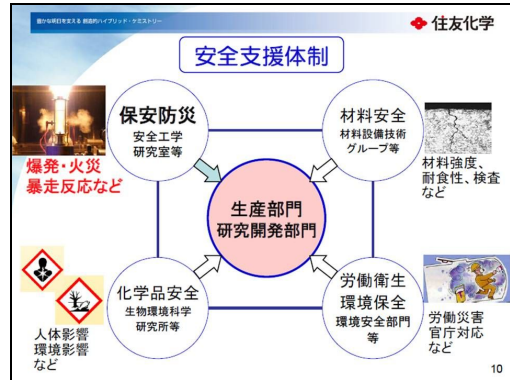 豊かな明日を支える 創造的ハイブリッド・ケミストリー
住友化学
安全支援体制
保安防災
安全工学
研究室等
爆発・火災
暴走反応など
材料安全
材料設備技術
グループ等
材料強度、
耐食性、検査
など
生産部門
研究開発部門
化学品安全
生物環境科学
研究所等
人体影響
環境影響
など
労働衛生
環境保全
環境安全部門
等
労働災害
官庁対応
など
10